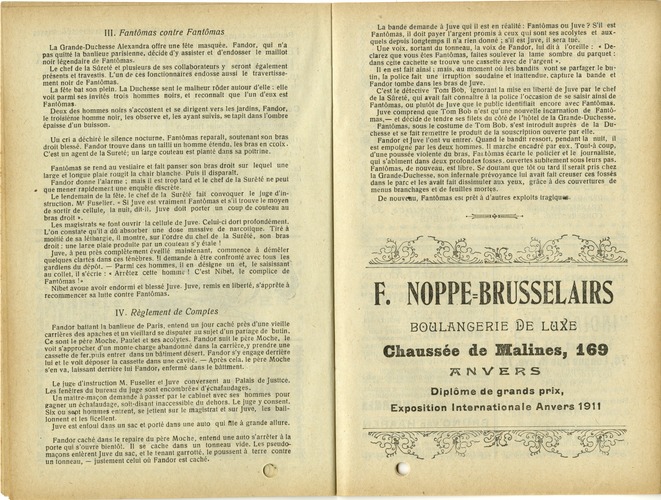 III. Fantômas contre Fantômas
La Grande-Duchesse Alexandra offre une fête masquée. Fandor, qui n'a
pas quitté la banlieue parisienne, décide d'y assister et d'endosser le maillot
noir légendaire de Fantômas.
Le chef de la Sûreté et plusieurs de ses collaborateurs y seront également
présents et travestis. L'un de ces fonctionnaires endosse aussi le travertisse-
ment noir de Fantômas.
La fête bat son plein. La Duchesse sent le malheur rôder autour d'elle : elle
voit parmi ses invités trois hommes noirs, et reconnaît que l'un d'eux est
Fantômas.
Deux des hommes noirs s'accostent et se dirigent vers les jardins, Fandor,
le troisième homme noir, les observe et, les ayant suivis, se tapit dans l'ombre
épaisse d'un buisson.
Un cri a déchiré le silence nocturne. Fantômas reparaît, soutenant son bras
droit blessé. Fandor trouve dans un taillis un homme étendu, les bras en croix.
C'est un agent de la Sureté; un large couteau est planté dans sa poitrine.
Fantômas se rend au vestiaire et fait panser son bras droit sur lequel une
large et longue plaie rougit la chair blanche. Puis il disparaît.
Fandor donne l'alarme ; mais il est trop tard et le chef de la Sûreté ne peut
que mener rapidement une enquête discrète.
Le lendemain de la fête, le chef de la Sûreté fait convoquer le juge d'in-
struction, M. Fuselier. « Si Juve est vraiment Fantômas et s'il trouve le moyen
de sortir de cellule, la nuit, dit-il, Juve doit porter un coup de couteau au
bras droit ».
Les magistrats se font ouvrir la cellule de Juve. Celui-ci dort profondément.
L'on constate qu'il a dû absorber une dose massive de narcotique. Tiré à
moitié de sa léthargie, il montre, sur l'ordre du chef de la Sûreté, son bras
droit : une large plaie produite par un couteau s'y étale !
Juve, à peu près complètement éveillé maintenant, commence à démêler
quelques clartés dans ces ténèbres. Il demande à être confronté avec tous les
gardiens du dépôt. — Parmi ces hommes, il en désigne un et, le saisissant
au collet, il s'écrie : « Arrêtez cette homme ! C'est Nibet, le complice de
Fantômas !»
Nibet avoue avoir endormi et blessé Juve. Juve, remis en liberté, s'apprête à
recommencer sa lutte contre Fantômas.
IV. Règlement de Comptes
Fandor battant la banlieue de Paris, entend un jour caché près d'une vieille
carrières des apaches et un vieillard se disputer au sujet d'un partage de butin.
Ce sont le père Moche, Paulet et ses acolytes. Fandor suit le père Moche, le
voit s'approcher d'un monte-charge abandonné dans la carrière, y prendre une
cassette de fer, puis entrer dans un bâtiment désert. Fandor s'y engage derrière
lui et le voit déposer la cassette dans une cavité. — Après cela, le père Moche
s'en va, laissant derrière lui Fandor, enfermé dans le bâtiment.
Le juge d'instruction M. Fuselier et Juve conversent au Palais de Justice.
Les fenêtres du bureau du juge sont encombrées d'échafaudages.
Un maître-maçon demande à passer par le cabinet avec ses hommes pour
gagner un échafaudage, soit-disant inaccessible du dehors. Le juge y consent.
Six ou sept hommes entrent, se jettent sur le magistrat et sur Juve, les bail-
lonnent et les ficellent.
Juve est enfoui dans un sac et porté dans une auto qui file à grande allure.
Fandor caché dans le repaire du père Moche, entend une auto s'arrêter à la
porte qui s'ouvre bientôt. Il se cache dans un tonneau vide. Les pseudo-
maçons enlèvent Juve du sac, et le tenant garrotté, le poussent à terre contre
un tonneau, — justement celui où Fandor est caché.
La bande demande à Juve qui il est en réalité : Fantômas ou Juve ? S'il est
Fantômas, il doit payer l'argent promis à ceux qui sont ses acolytes et aux-
quels depuis longtemps il n'a rien donné ; s'il est Juve, il sera tué.
Une voix, sortant du tonneau, la voix de Fandor, lui dit à l'oreille : « Dé-
clare que vous êtes Fantômas, faites soulever la 4me lame du parquet :
dans cette cachette se trouve une cassette avec de l'argent ».
Il en est fait ainsi ; mais, au moment où les bandits vont se partager le bu-
tin, la police fait une irruption soudaine et inattendue, capture la bande et
Fandor tombe dans les bras de Juve.
C'est le détective Tom Bob, ignorant la mise en liberté de Juve par le chef
de la Sûreté, qui avait fait connaître à la police l'occasion de se saisir ainsi de
Fantômas, ou plutôt de Juve que le public identifiait encore avec Fantômas.
Juve comprend que Tom Bob n'est qu'une nouvelle incarnation de Fantô-
mas, — et décide de tendre ses filets du côté de l'hôtel de la Grande-Duchesse.
Fantômas, sous le costume de Tom Bob, s'est introduit auprès de la Du-
chesse et se fait remettre le produit de la souscription ouverte par elle.
Fandor et Juve l'ont vu entrer. Quand le bandit ressort, pendant la nuit, il
est empoigné par les deux hommes. Il marche encadré par eux. Tout-à-coup,
d'une poussée violente du bras, Fantômas écarte le policier et le journaliste,
qui s'abîment dans deux profondes fosses, ouvertes subitement sous leurs pas.
Fantômas, de nouveau, est libre. Se doutant que tôt ou tard il serait pris chez
la Grande-Duchesse, son infernale prévoyance lui avait fait creuser ces fosses
dans le parc et les avait fait dissimuler aux yeux, grâce à des couvertures de
menus branchages et de feuilles mortes.
De nouveau, Fantômas est prêt à d'autres exploits tragiques.
F. NOPPE=BRUSSELAIRS
BOULANGERIE DE LUXE
Chaussée de Malines, 169
ANVERS
Diplôme de grands prix,
Exposition Internationale Anvers 1911